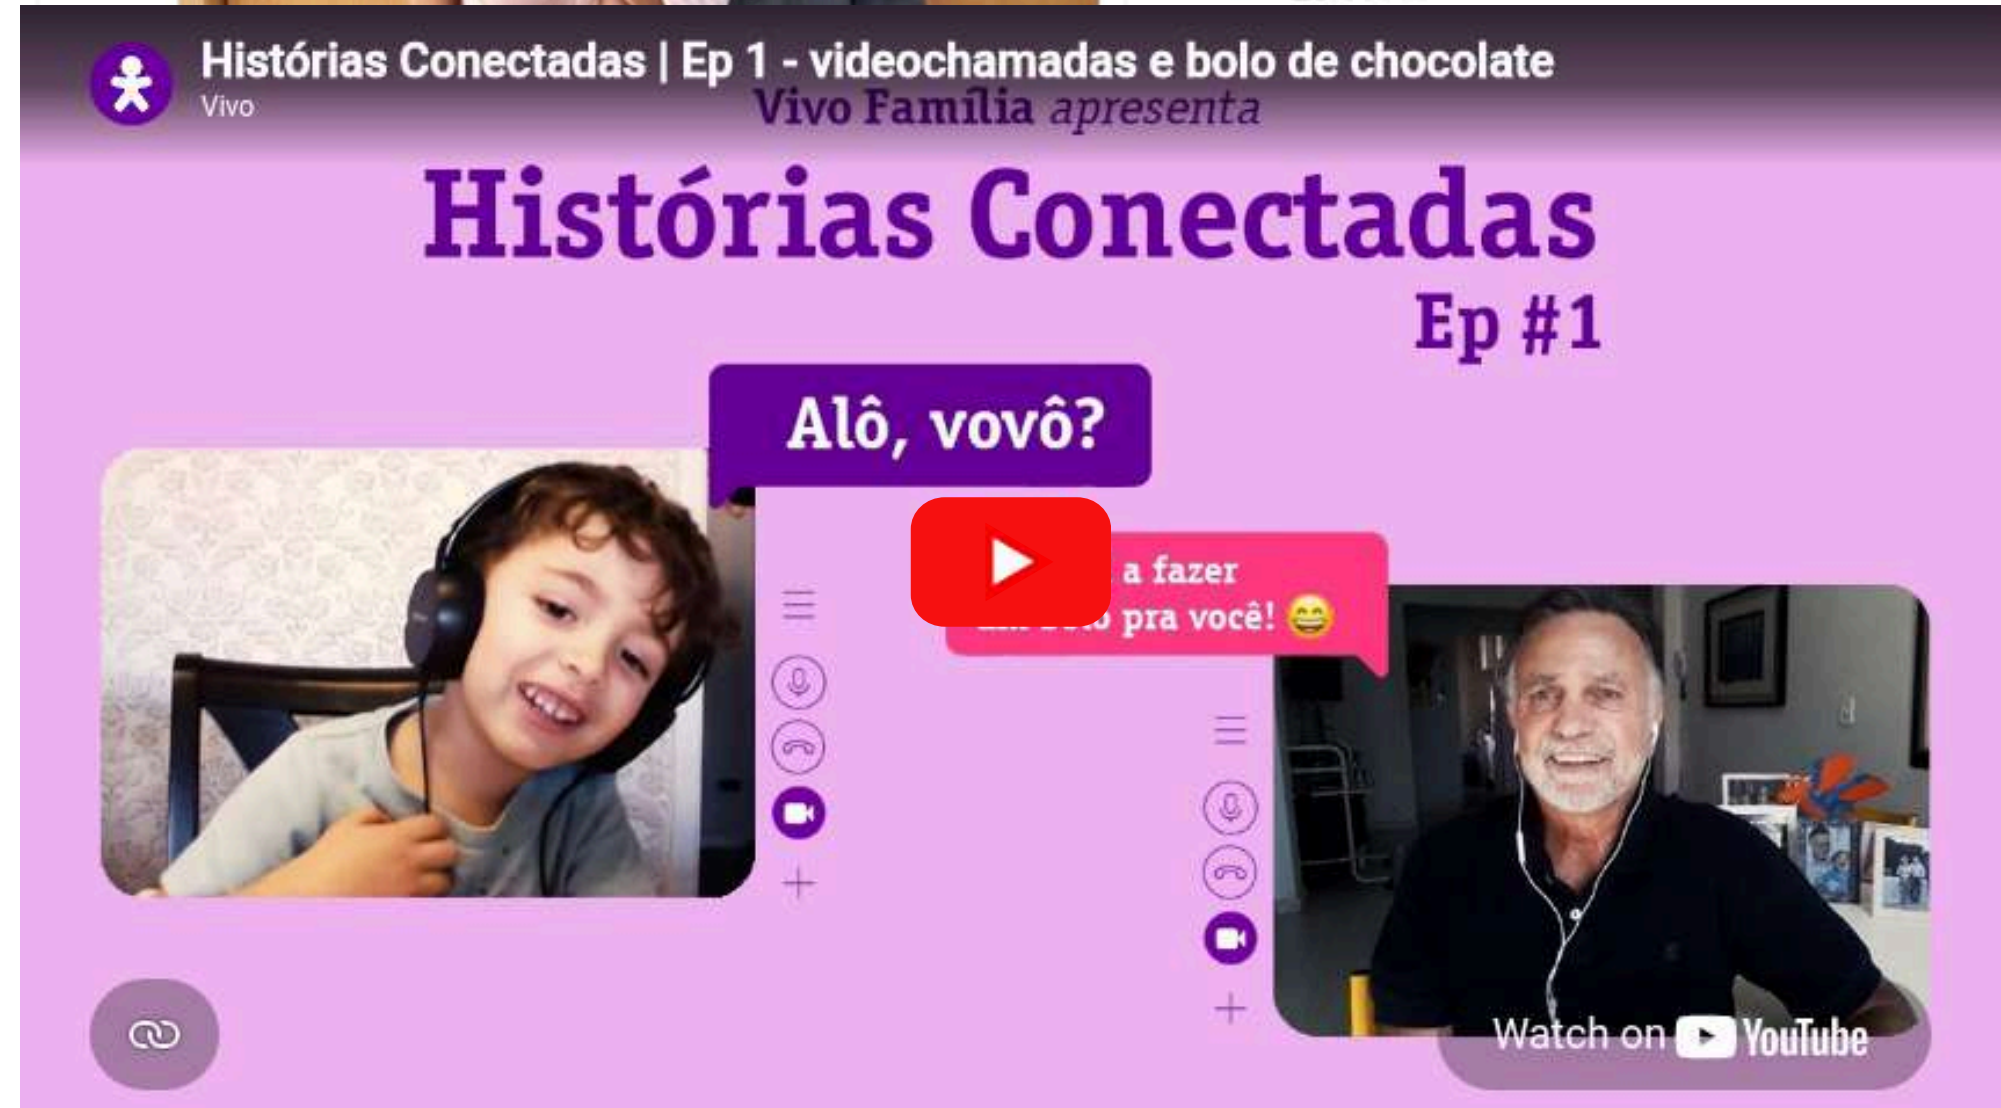 Histórias Conectadas | Ep 1 - videochamadas e bolo de chocolate
Vivo
Vivo Família apresenta
Histórias Conectadas
Ep #1
Alô, vovô?
a fazer
pra você! 😄
Watch on YouTube